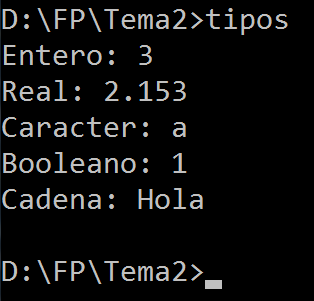 D:\FP\Tema2>tipos
Entero: 3
Real: 2.153
Caracter: a
Booleano: 1
Cadena: Hola
D:\FP\Tema2>